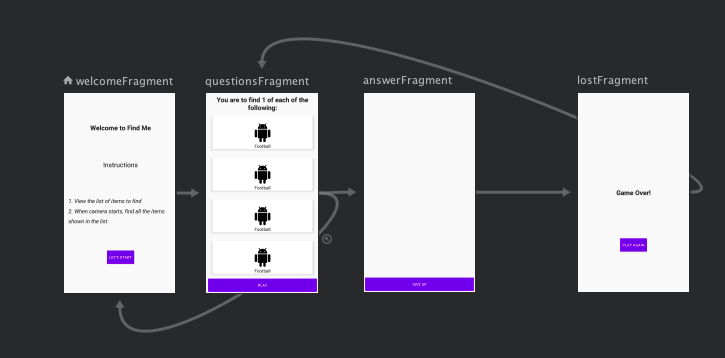 welcomeFragment
Welcome to Find Me
Instructions
1. View the list of items to find
2. When camera starts, find all the items
shown in the list
LET'S START
questionsFragment
You are to find 1 of each of the
following:
Football
Football
Football
Football
PLAY
answerFragment
GIVE UP
lostFragment
Game Over!
PLAY AGAIN